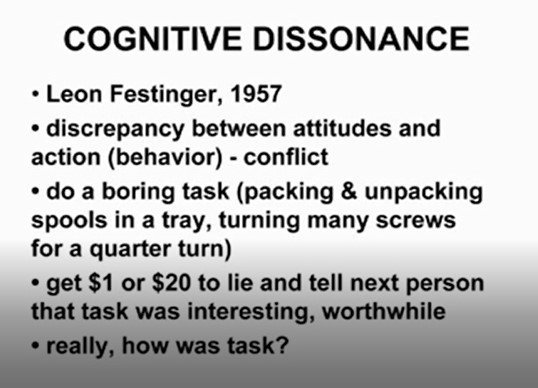 COGNITIVE DISSONANCE
• Leon Festinger, 1957
• discrepancy between attitudes and
action (behavior) - conflict
• do a boring task (packing & unpacking
spools in a tray, turning many screws
for a quarter turn)
• get $1 or $20 to lie and tell next person
that task was interesting, worthwhile
• really, how was task?